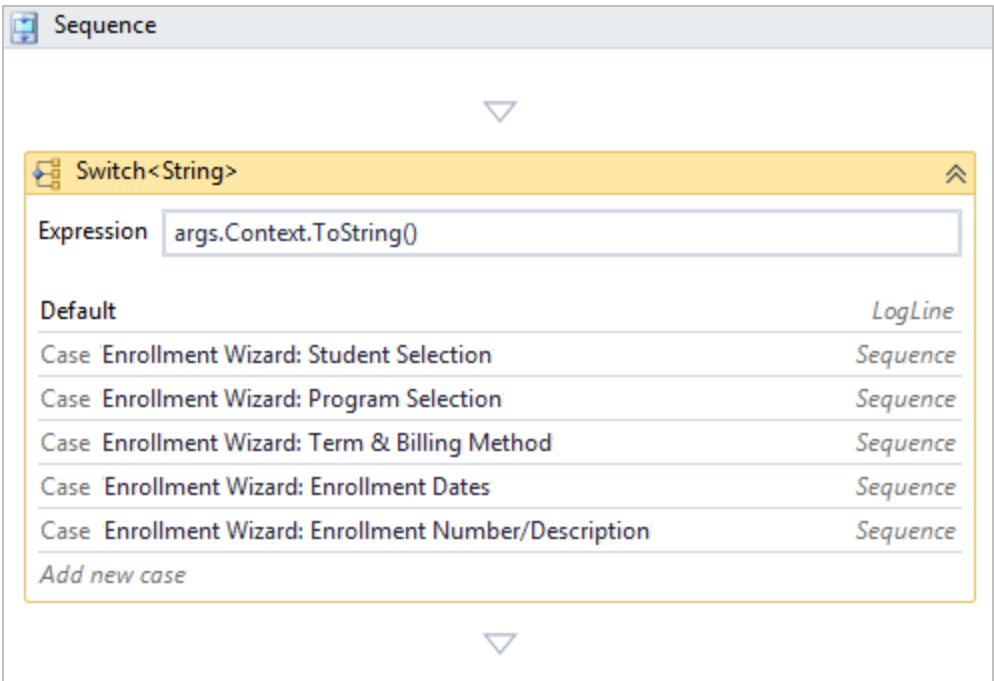 Sequence
Switch<String>
Expression args.Context.ToString()
Default LogLine
Case Enrollment Wizard: Student Selection Sequence
Case Enrollment Wizard: Program Selection Sequence
Case Enrollment Wizard: Term & Billing Method Sequence
Case Enrollment Wizard: Enrollment Dates Sequence
Case Enrollment Wizard: Enrollment Number/Description Sequence
Add new case